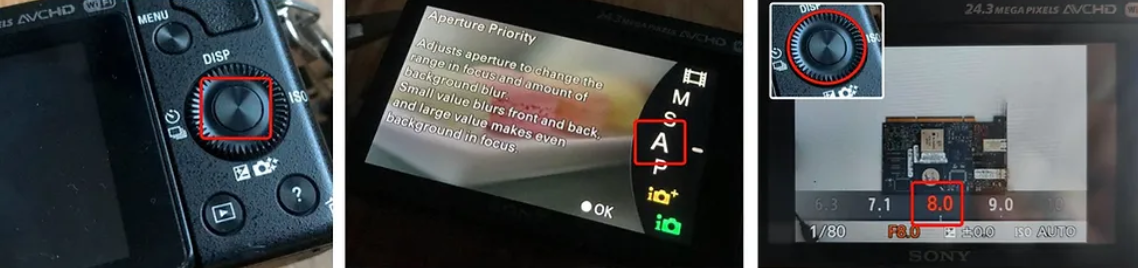 ELS AVCHD WiFi
MENU
DISP
ISO
?
24.3 MEGA PIXELS AVCHD
Aperture Priority
Adjusts aperture to change the
range in focus and amount of
background blur.
Small value blurs front and back,
and large value makes even
background in focus.
M
S
A
P
i+
i
OK
24.3 MEGA PIXELS AVCHD
DISP
ISO
6.3 7.1 8.0 9.0 10
1/80 F8.0 ±0.0 ISO AUTO
SONY